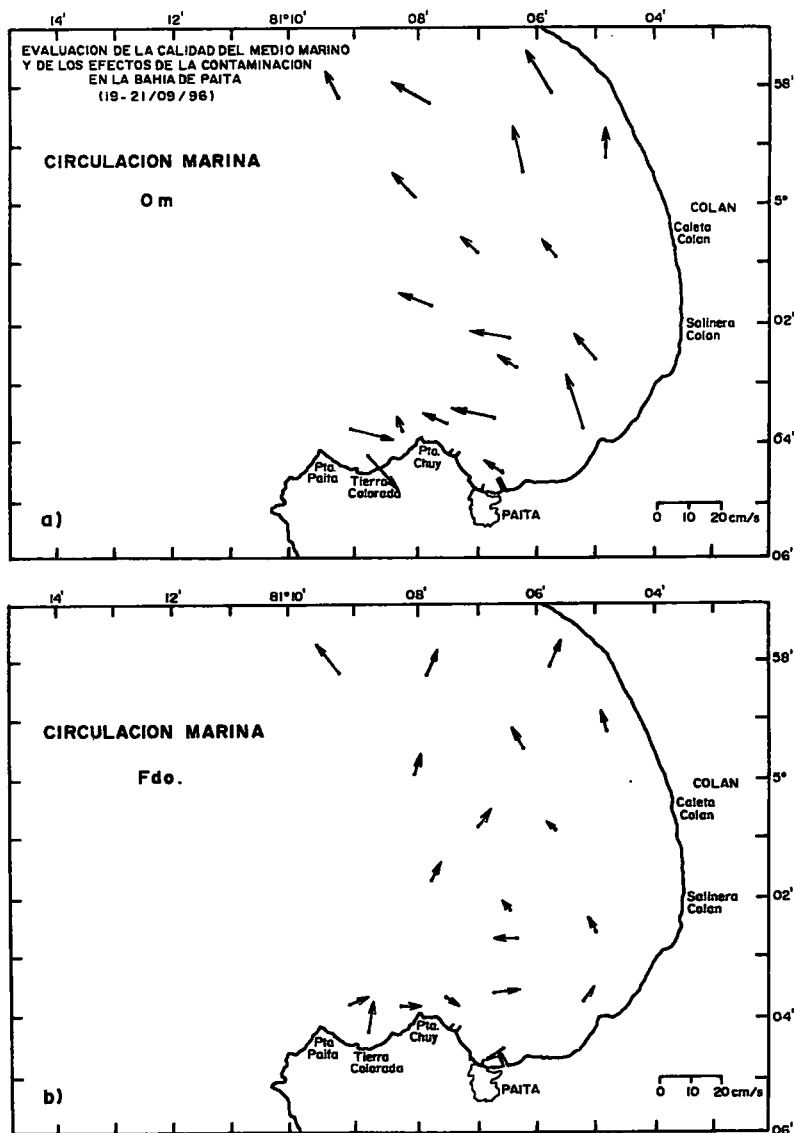 14' 12' 81°10' 08' 06' 04'
EVALUACION DE LA CALIDAD DEL MEDIO MARINO
Y DE LOS EFECTOS DE LA CONTAMINACION
EN LA BAHIA DE PAITA
(19-21/09/96)
58'
CIRCULACION MARINA
0 m
5°
COLAN
Caleta
Colan
02'
Salinera
Colan
04'
Pta.
Paita
Tierra
Colorada
Pta.
Chuy
PAITA
0 10 20 cm/s
a)
06'
14' 12' 81°10' 08' 06' 04'
58'
CIRCULACION MARINA
Fdo.
5°
COLAN
Caleta
Colan
02'
Salinera
Colan
04'
Pta
Paita
Tierra
Colorada
Pta.
Chuy
PAITA
0 10 20 cm/s
b)
06'